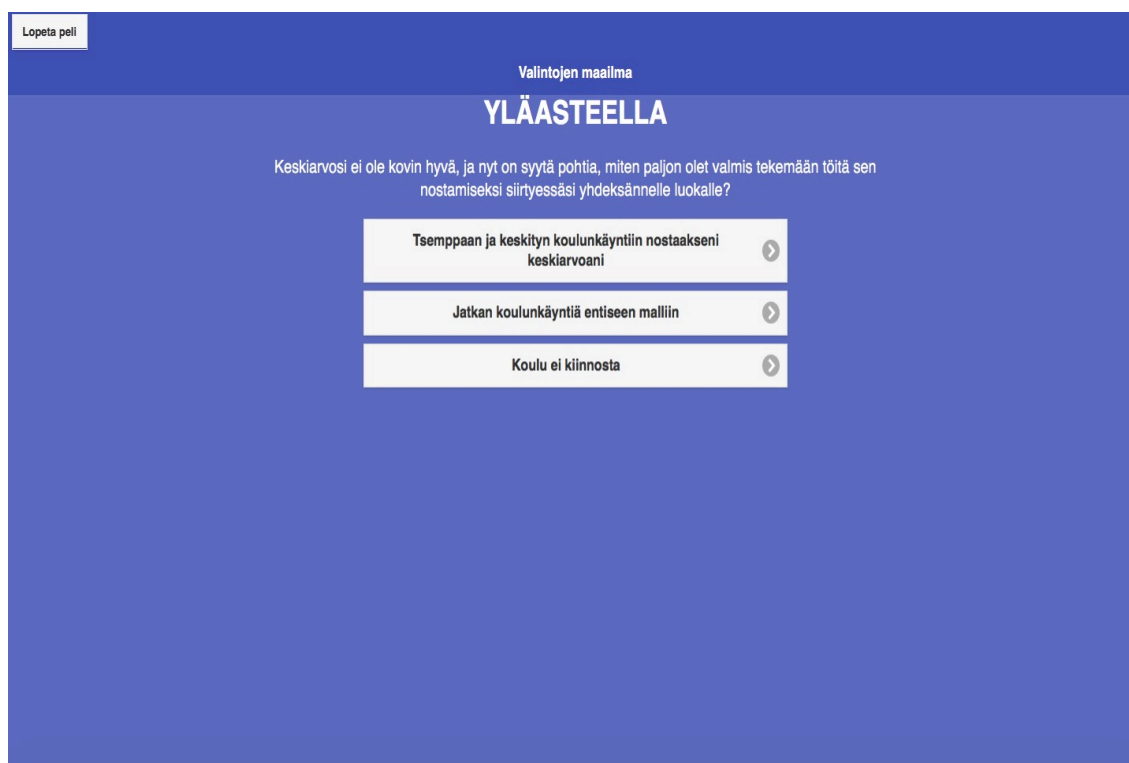 Lopeta peli
Valintojen maailma
YLÄASTEELLA
Keskiarvosi ei ole kovin hyvä, ja nyt on syytä pohtia, miten paljon olet valmis tekemään töitä sen
nostamiseksi siirtyessäsi yhdeksännelle luokalle?
Tsemppaan ja keskityn koulunkäyntiin nostaakseni
keskiarvoani
Jatkan koulunkäyntiä entiseen malliin
Koulu ei kiinnosta